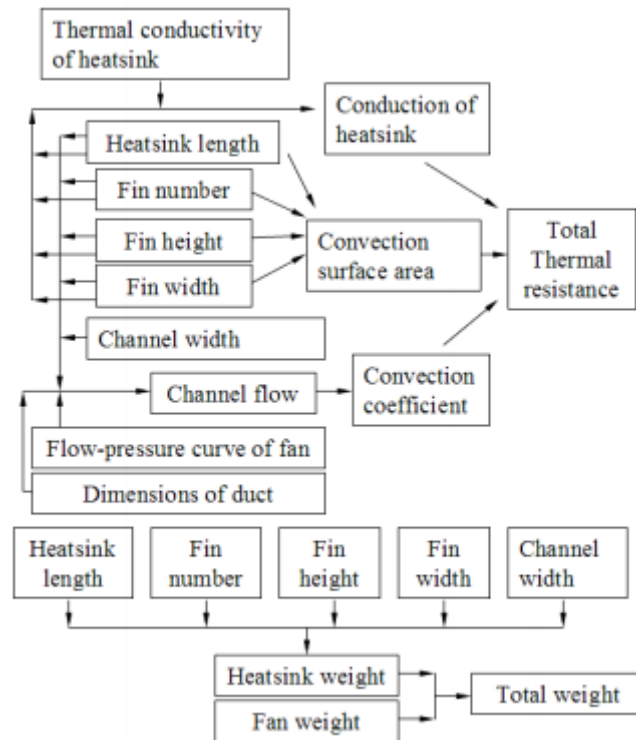 Thermal conductivity
of heatsink
Conduction of
heatsink
Heatsink length
Fin number
Fin height
Fin width
Convection
surface area
Total
Thermal
resistance
Channel width
Channel flow
Convection
coefficient
Flow-pressure curve of fan
Dimensions of duct
Heatsink
length
Fin
number
Fin
height
Fin
width
Channel
width
Heatsink weight
Fan weight
Total weight